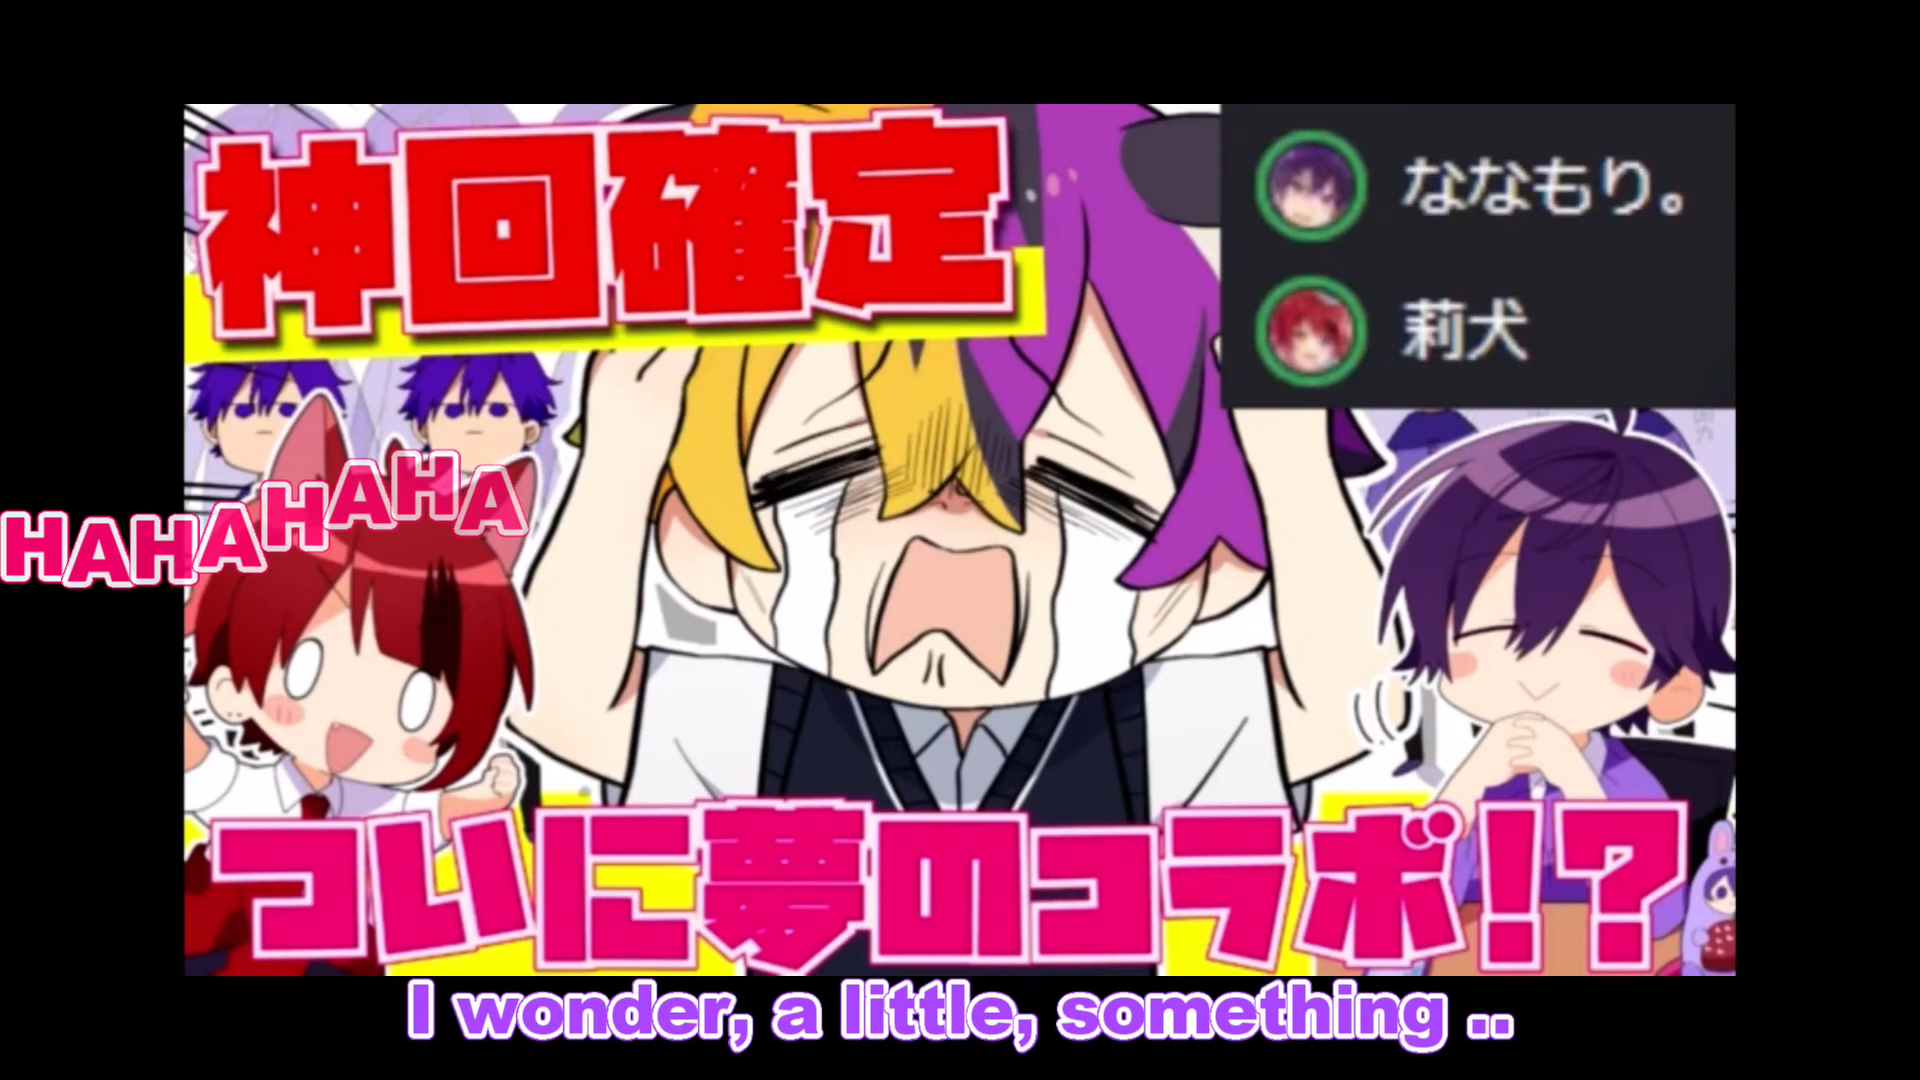 神回確定
ななもり。
莉犬
HAHAHAHAHA
ついに夢のコラボ!?
I wonder, a little, something ..